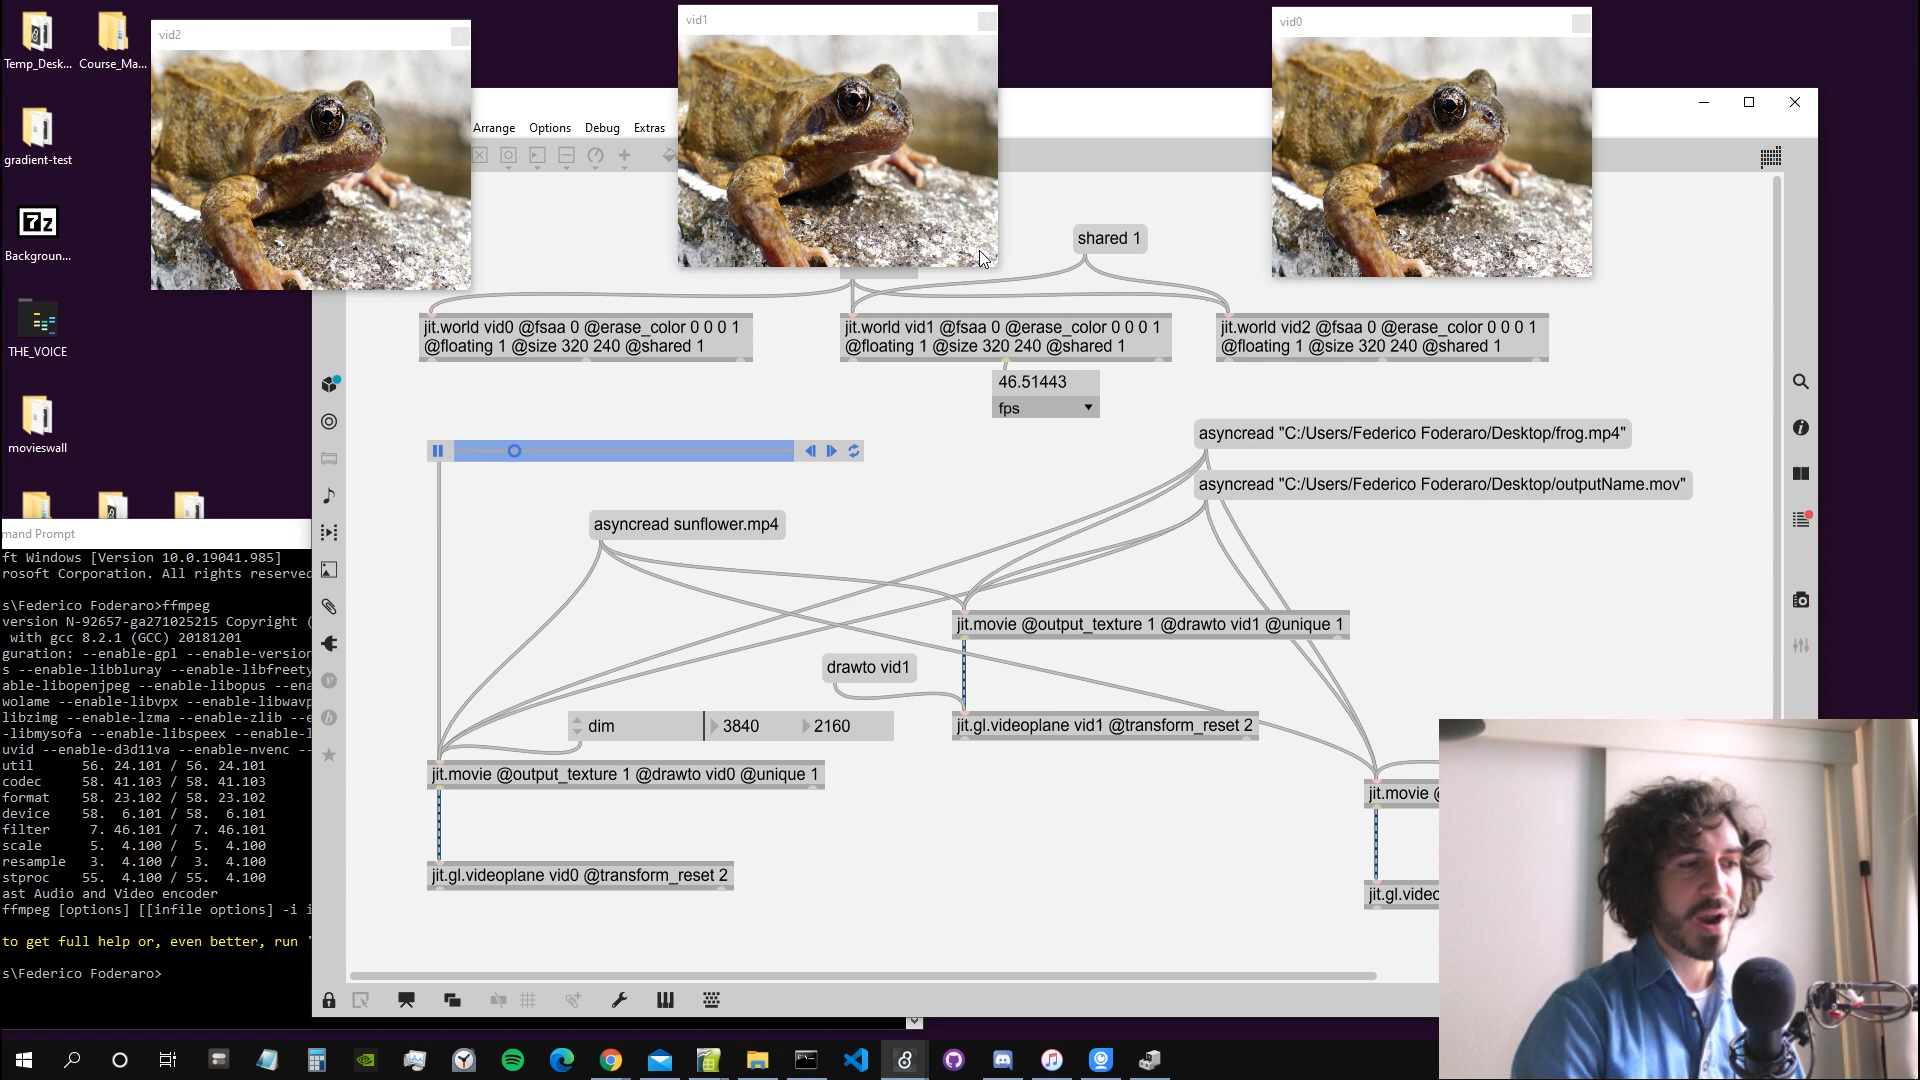 Temp_Desk...
Course_Ma...
gradient-test
Backgroun...
THE_VOICE
movieswall
vid2
vid1
vid0
Arrange Options Debug Extras
shared 1
jit.world vid0 @fsaa 0 @erase_color 0 0 0 1
@floating 1 @size 320 240 @shared 1
jit.world vid1 @fsaa 0 @erase_color 0 0 0 1
@floating 1 @size 320 240 @shared 1
jit.world vid2 @fsaa 0 @erase_color 0 0 0 1
@floating 1 @size 320 240 @shared 1
46.51443
fps
asyncread "C:/Users/Federico Foderaro/Desktop/frog.mp4"
asyncread "C:/Users/Federico Foderaro/Desktop/outputName.mov"
asyncread sunflower.mp4
jit.movie @output_texture 1 @drawto vid1 @unique 1
drawto vid1
dim 3840 2160
jit.gl.videoplane vid1 @transform_reset 2
jit.movie @output_texture 1 @drawto vid0 @unique 1
jit.gl.videoplane vid0 @transform_reset 2
jit.movie @
jit.gl.video
mand Prompt
ft Windows [Version 10.0.19041.985]
rosoft Corporation. All rights reserved
s\Federico Foderaro>ffmpeg
version N-92657-ga271025215 Copyright (
with gcc 8.2.1 (GCC) 20181201
guration: --enable-gpl --enable-version
s --enable-libbluray --enable-libfreety
able-libopenjpeg --enable-libopus --ena
wolame --enable-libvpx --enable-libwavp
libzimg --enable-lzma --enable-zlib --e
-libmysofa --enable-libspeex --enable-l
uvid --enable-d3d11va --enable-nvenc --
util 56. 24.101 / 56. 24.101
codec 58. 41.103 / 58. 41.103
format 58. 23.102 / 58. 23.102
device 58. 6.101 / 58. 6.101
filter 7. 46.101 / 7. 46.101
scale 5. 4.100 / 5. 4.100
resample 3. 4.100 / 3. 4.100
stproc 55. 4.100 / 55. 4.100
ast Audio and Video encoder
ffmpeg [options] [[infile options] -i i
to get full help or, even better, run '
s\Federico Foderaro>
7z